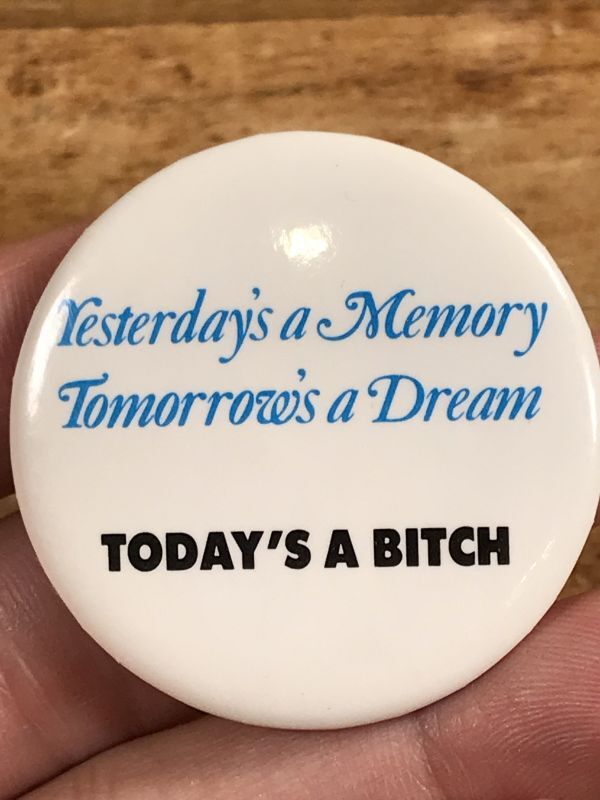 Yesterday's a Memory
Tomorrow's a Dream
TODAY'S A BITCH